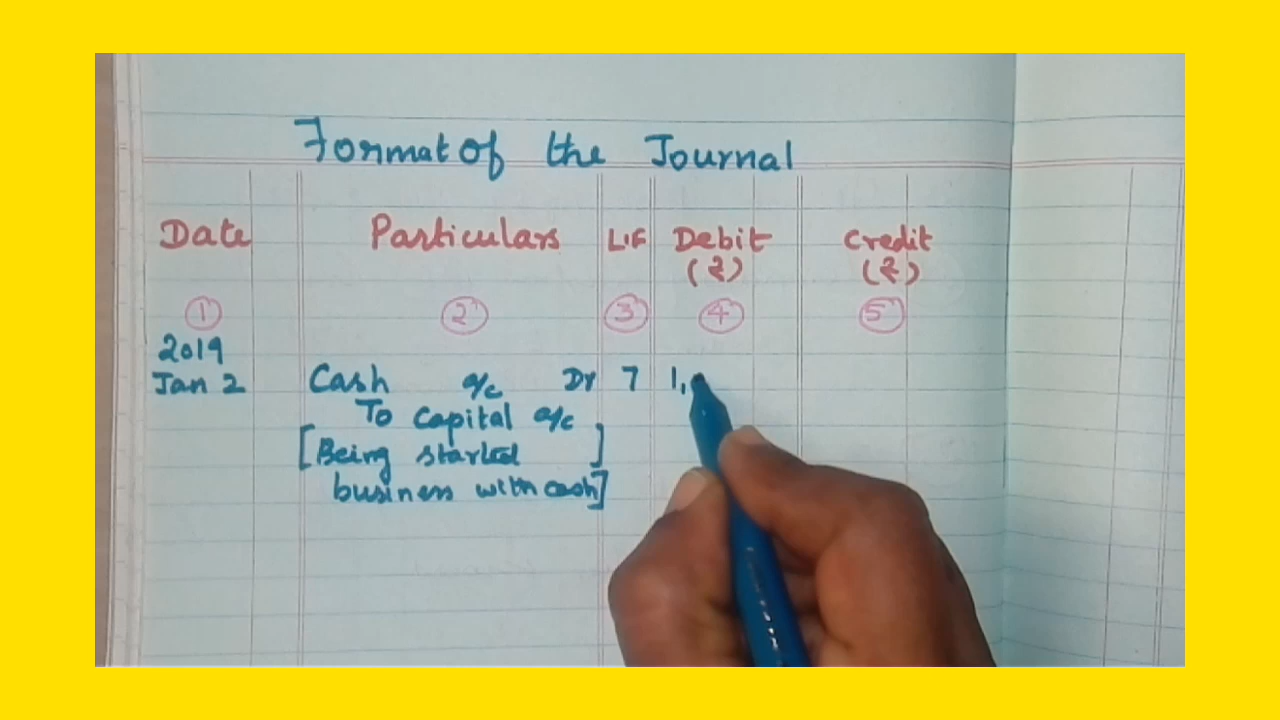 Format of the Journal
Date Particulars L.F Debit Credit
(₹) (₹)
1 2 3 4 5
2019
Jan 2 Cash a/c Dr 7 1,
To Capital a/c
[Being started ]
business with cash]